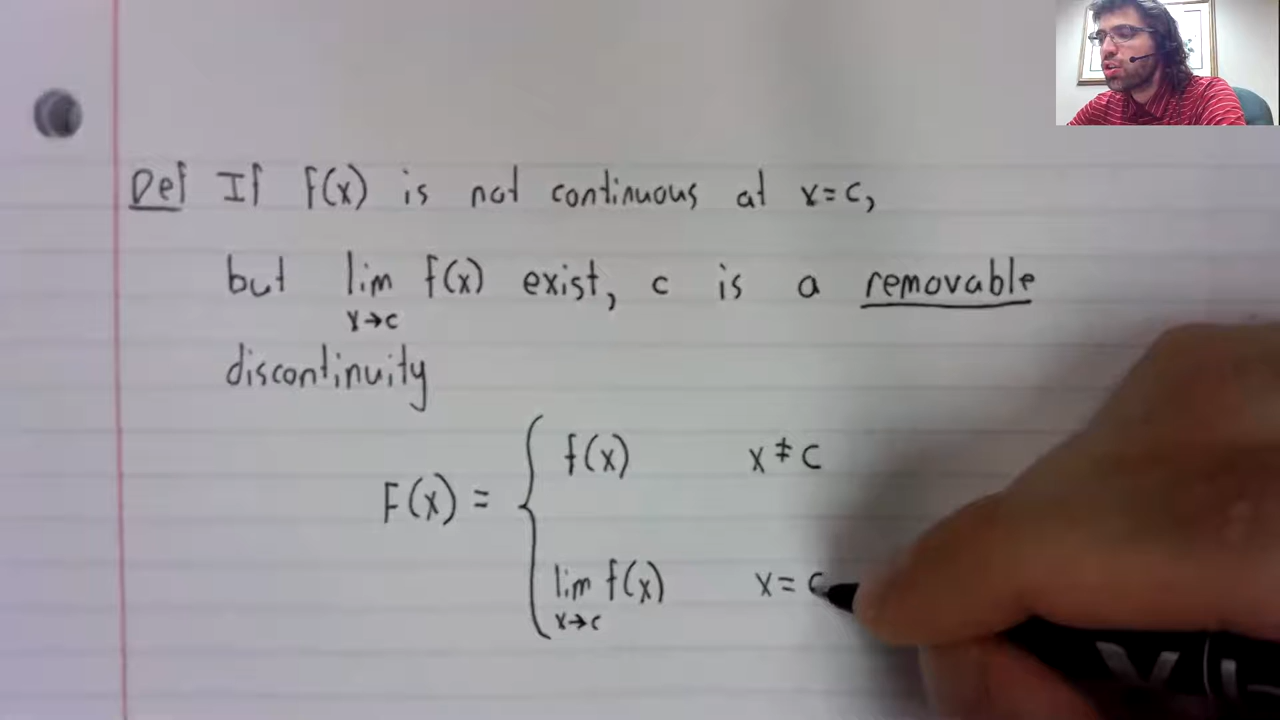 Def If f(x) is not continuous at x=c,
but lim f(x) exist, c is a removable
x→c
discontinuity
F(x) = { f(x) x≠c
lim f(x) x=c
x→c